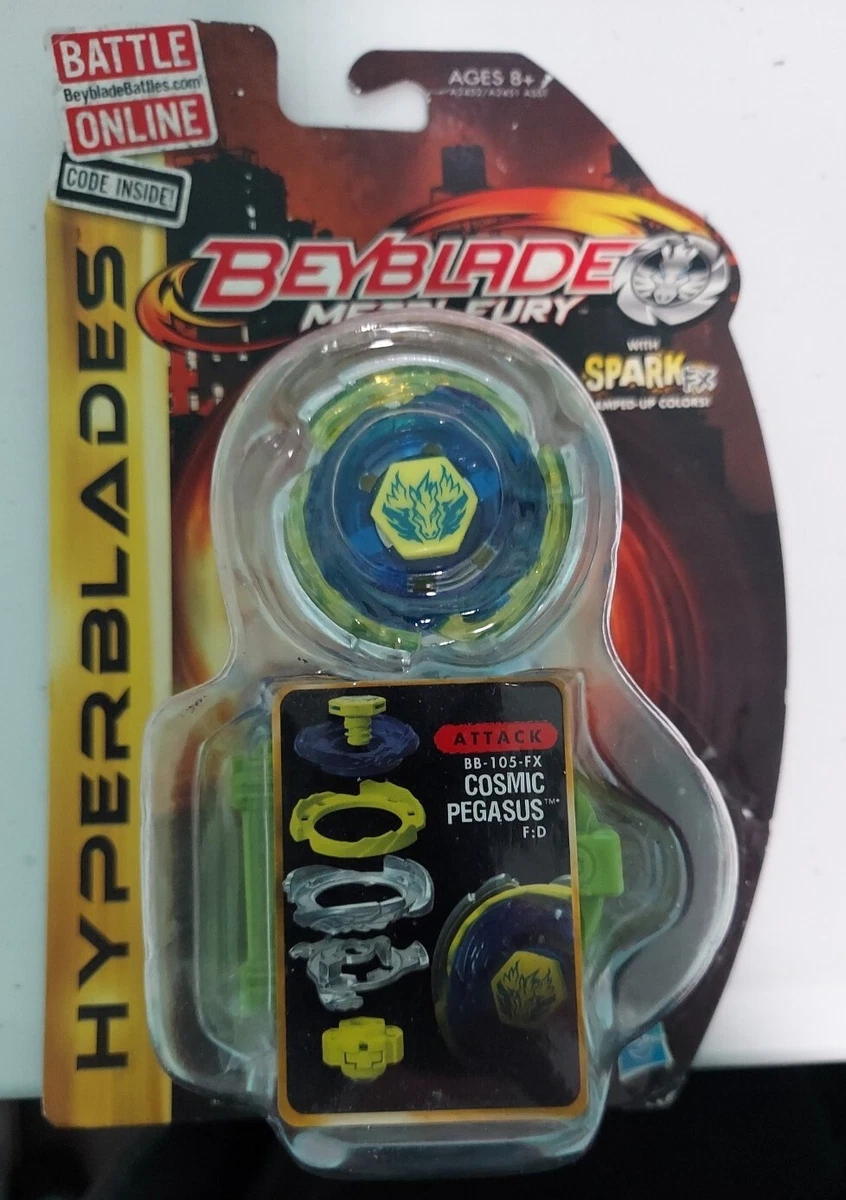 BATTLE
BeybladeBattles.com
ONLINE
CODE INSIDE!
AGES 8+
HYPERBLADES
BEYBLADE
METAL FURY
WITH
SPARK FX
AMPED-UP COLORS!
ATTACK
BB-105-FX
COSMIC
PEGASUS™*
F:D